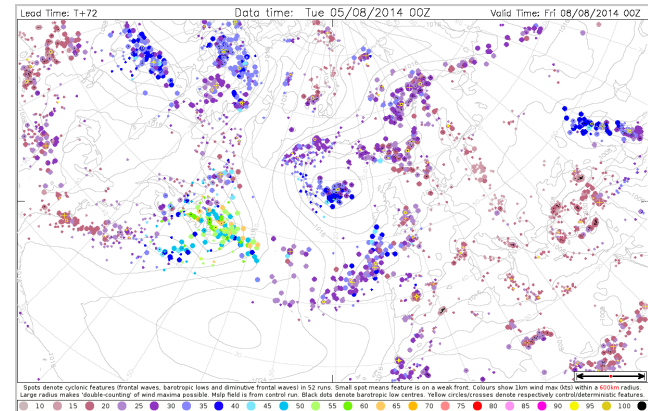 Lead Time: T+72 Data time: Tue 05/08/2014 00Z Valid Time: Fri 08/08/2014 00Z
Spots denote cyclonic features (frontal waves, barotropic lows and diminutive frontal waves) in 52 runs. Small spot means feature is on a weak front. Colours show 1km wind max (kts) within a 600km radius.
Large radius makes 'double-counting' of wind maxima possible. Mslp field is from control run. Black dots denote barotropic low centres. Yellow circles/crosses denote respectively control/deterministic features.
10 15 20 25 30 35 40 45 50 55 60 65 70 75 80 85 90 95 100